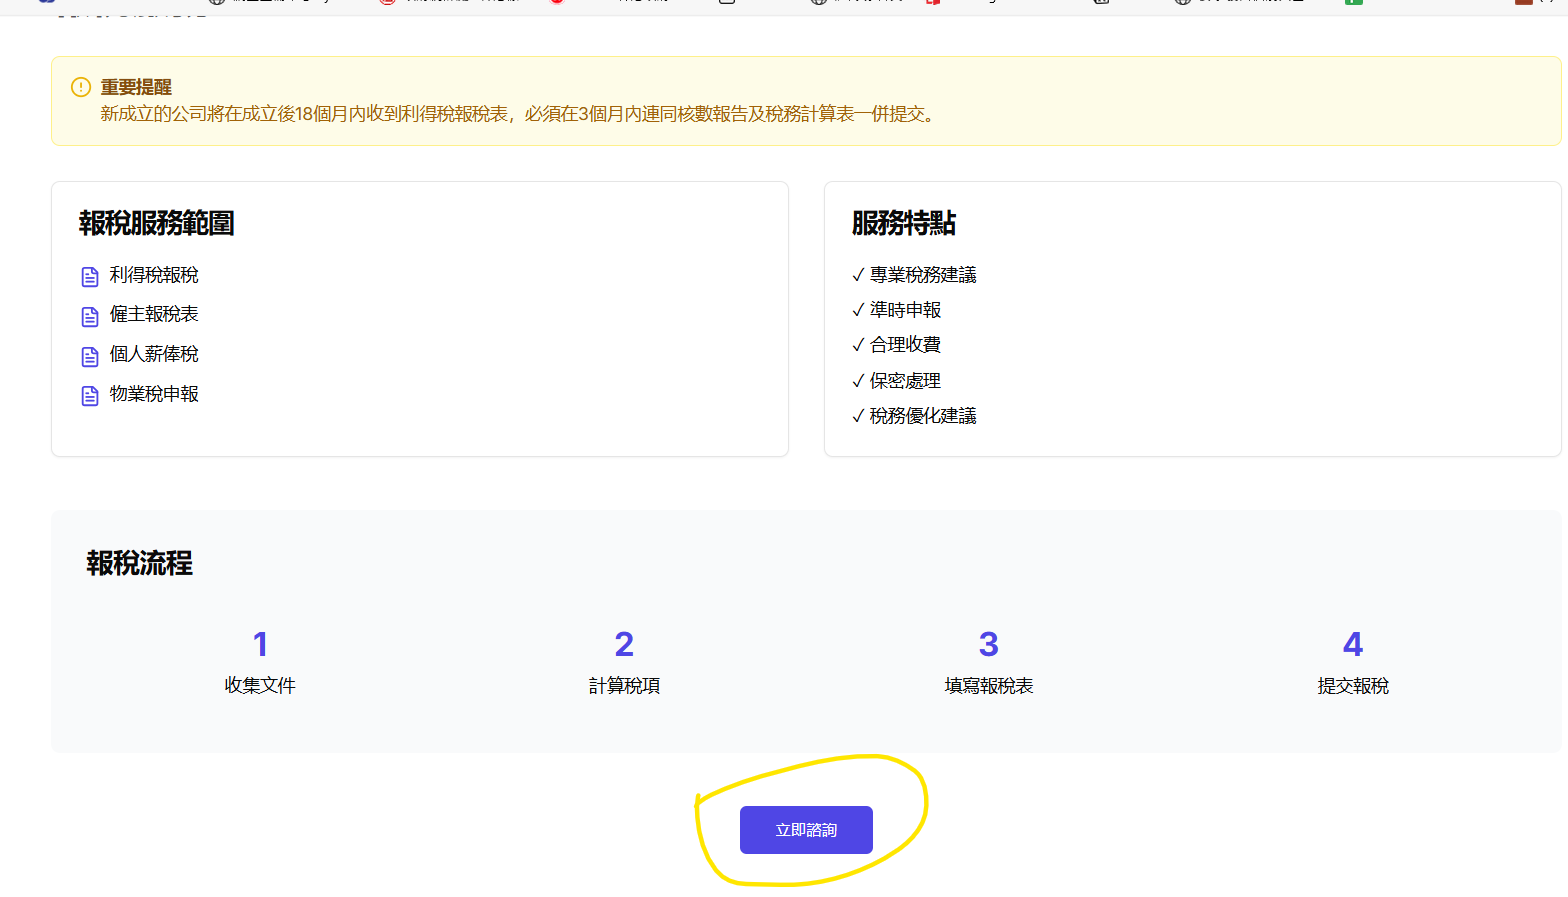 重要提醒
新成立的公司將在成立後18個月內收到利得稅報稅表，必須在3個月內連同核數報告及稅務計算表一併提交。
報稅服務範圍
利得稅報稅
僱主報稅表
個人薪俸稅
物業稅申報
服務特點
✓ 專業稅務建議
✓ 準時申報
✓ 合理收費
✓ 保密處理
✓ 稅務優化建議
報稅流程
1
收集文件
2
計算稅項
3
填寫報稅表
4
提交報稅
立即諮詢